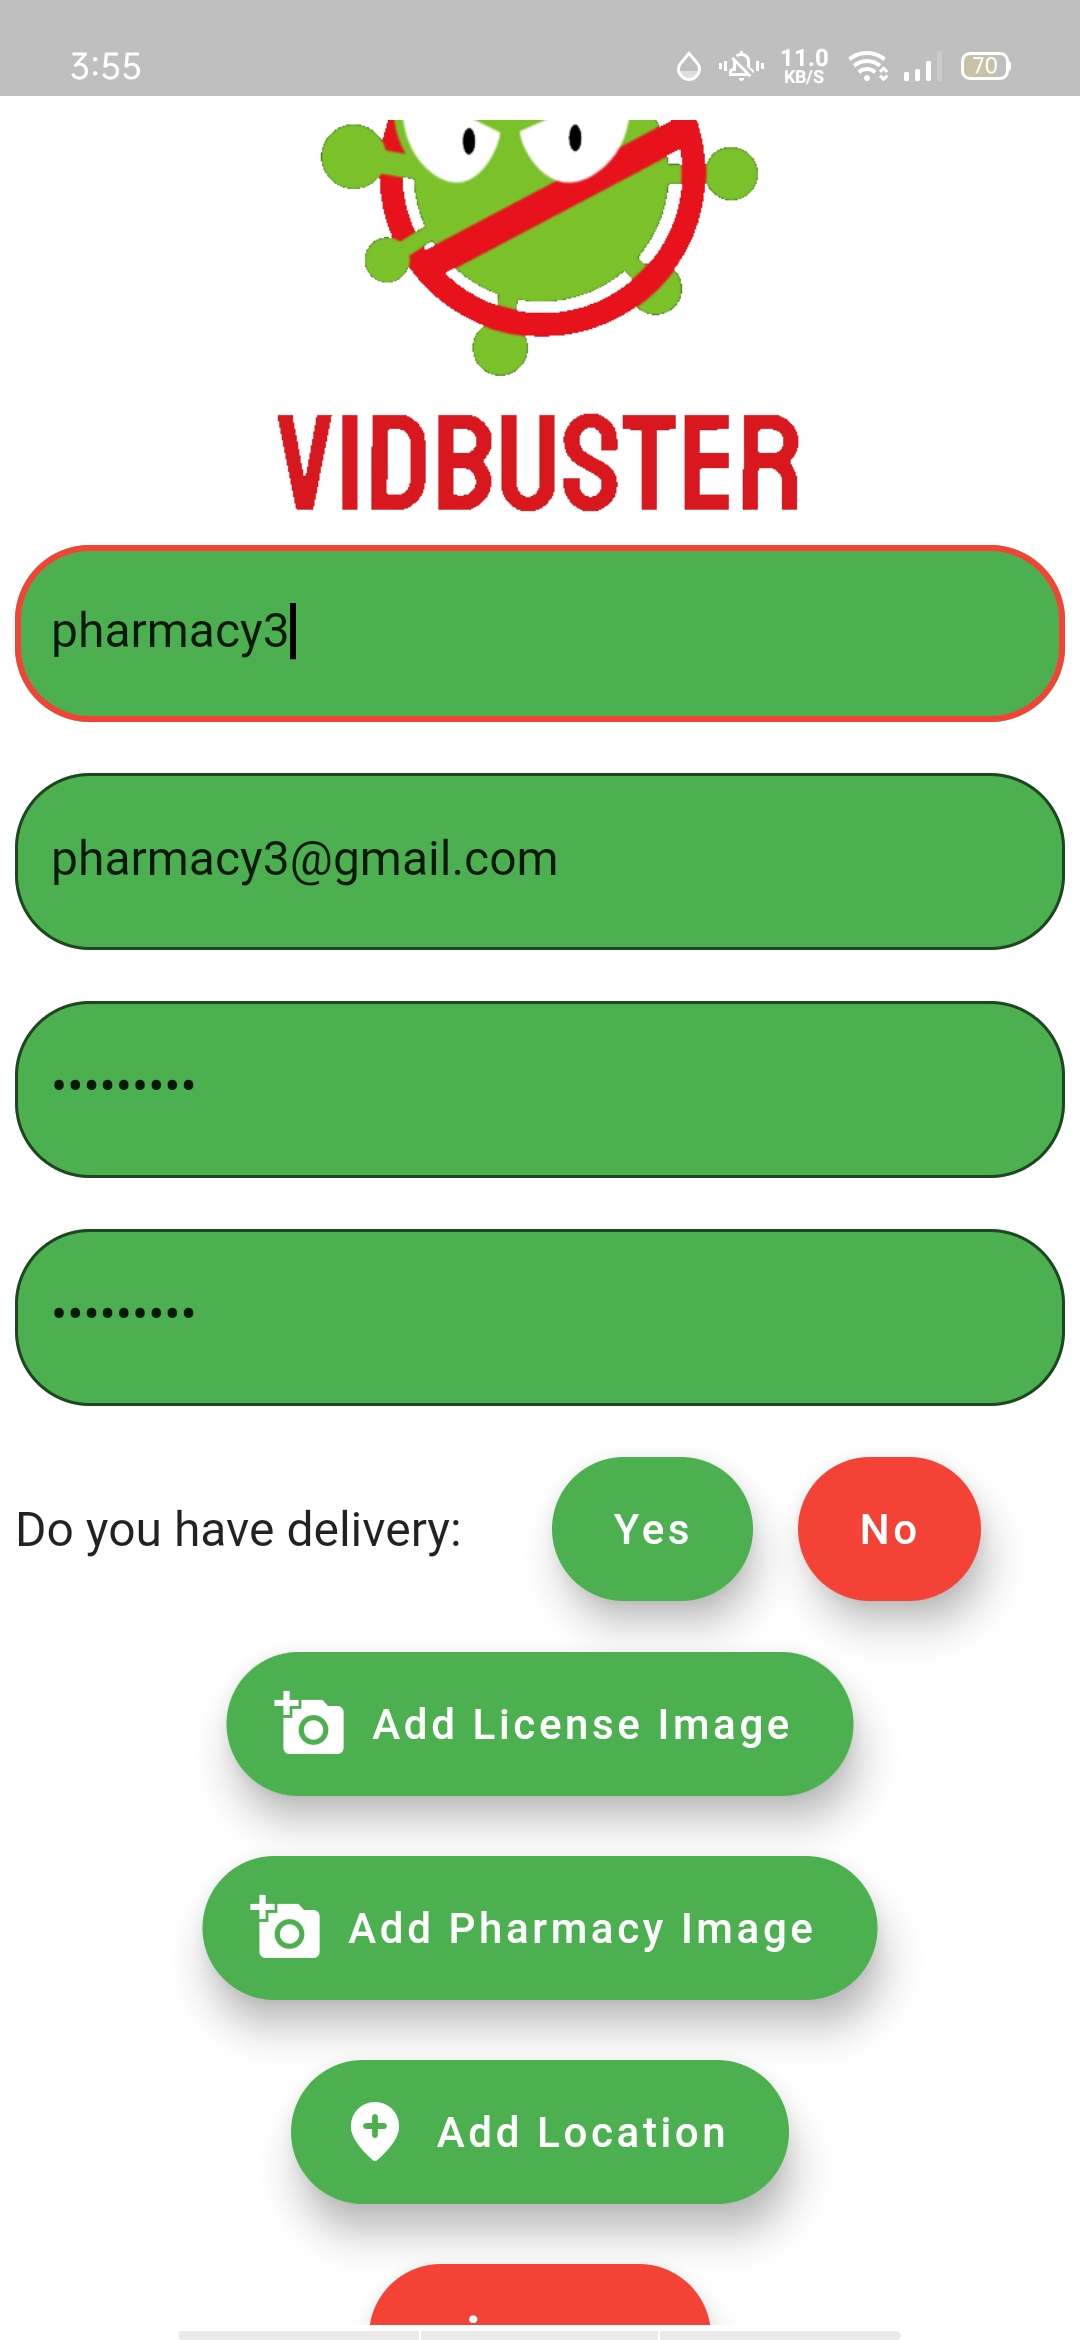 3:55
11.0
KB/S
70
VIDBUSTER
pharmacy3
pharmacy3@gmail.com
•••••••••
•••••••••
Do you have delivery:
Yes
No
Add License Image
Add Pharmacy Image
Add Location